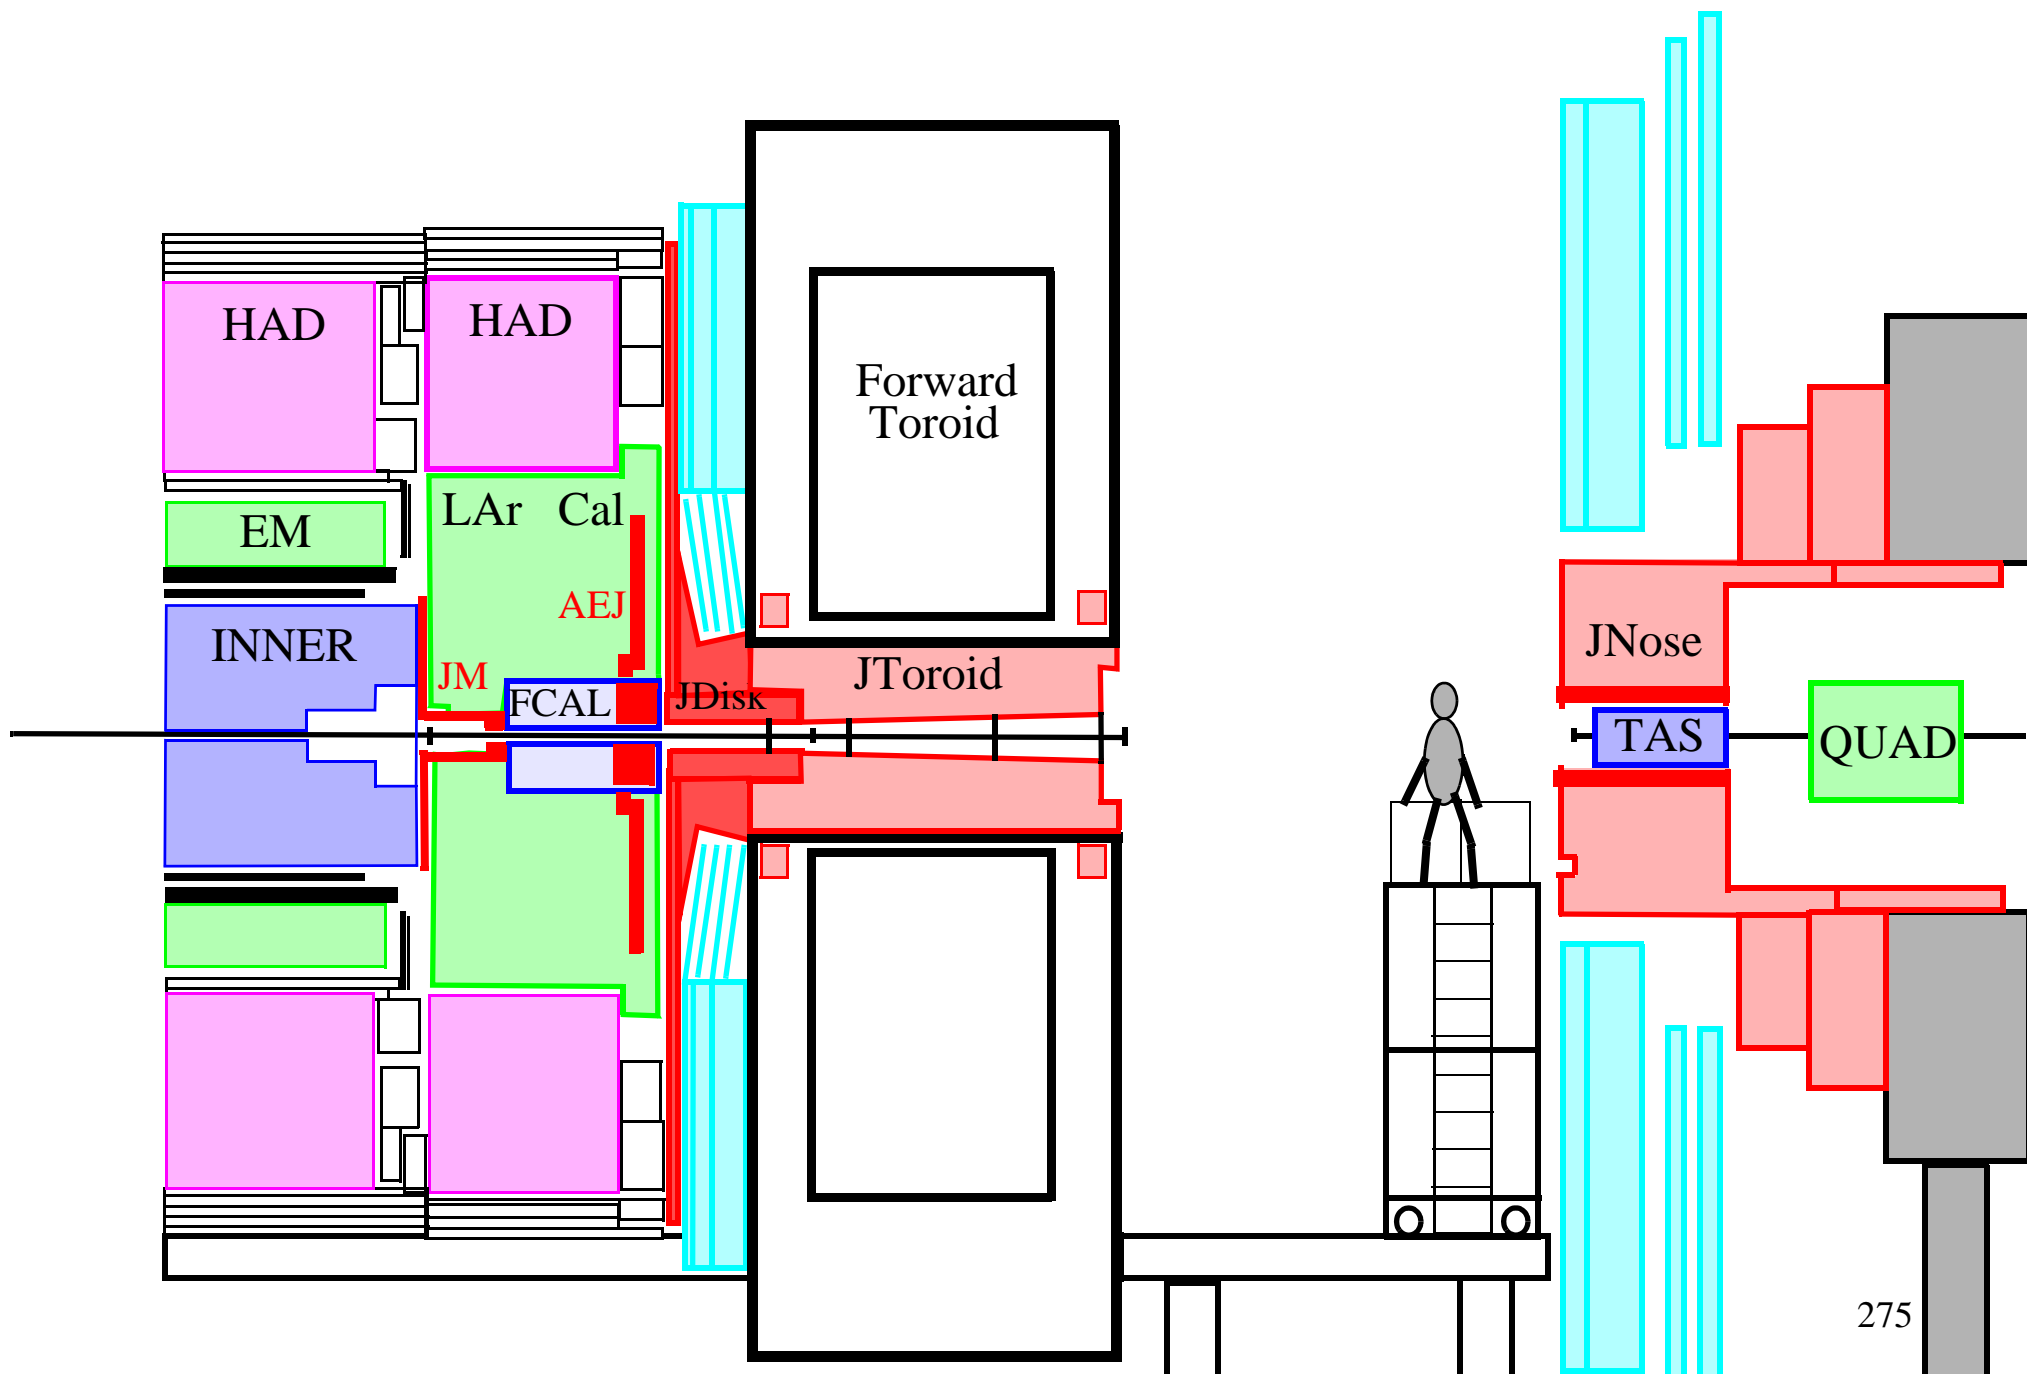 HAD
HAD
Forward
Toroid
LAr Cal
EM
AEJ
INNER
JNose
JM
JToroid
FCAL
JDisk
TAS
QUAD
275